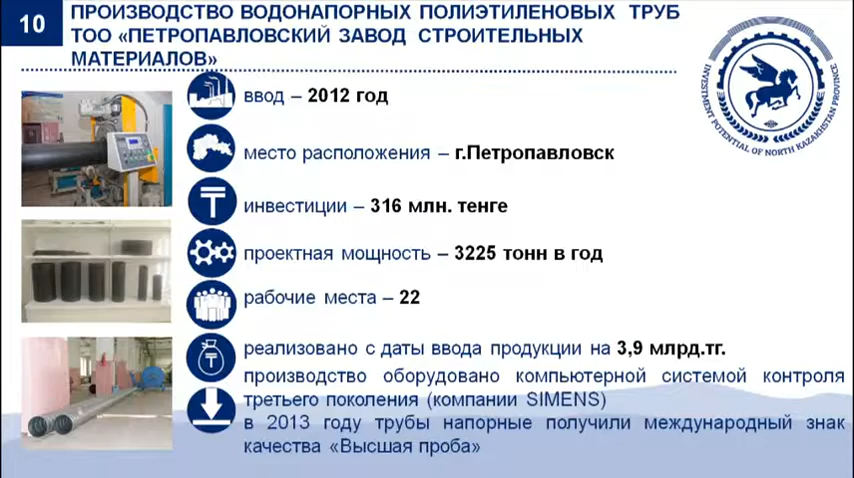 10
ПРОИЗВОДСТВО ВОДОНАПОРНЫХ ПОЛИЭТИЛЕНОВЫХ ТРУБ
ТОО «ПЕТРОПАВЛОВСКИЙ ЗАВОД СТРОИТЕЛЬНЫХ
МАТЕРИАЛОВ»
INVESTMENT POTENTIAL OF NORTH KAZAKHSTAN PROVINCE
ввод – 2012 год
место расположения – г.Петропавловск
инвестиции – 316 млн. тенге
проектная мощность – 3225 тонн в год
рабочие места – 22
реализовано с даты ввода продукции на 3,9 млрд.тг.
производство оборудовано компьютерной системой контроля
третьего поколения (компании SIMENS)
в 2013 году трубы напорные получили международный знак
качества «Высшая проба»